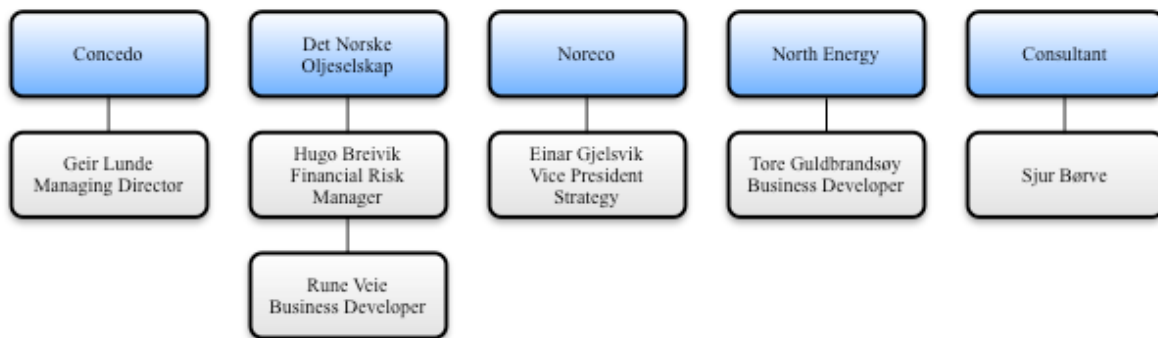 Concedo
Det Norske
Oljeselskap
Noreco
North Energy
Consultant
Geir Lunde
Managing Director
Hugo Breivik
Financial Risk
Manager
Einar Gjelsvik
Vice President
Strategy
Tore Guldbrandsøy
Business Developer
Sjur Børve
Rune Veie
Business Developer